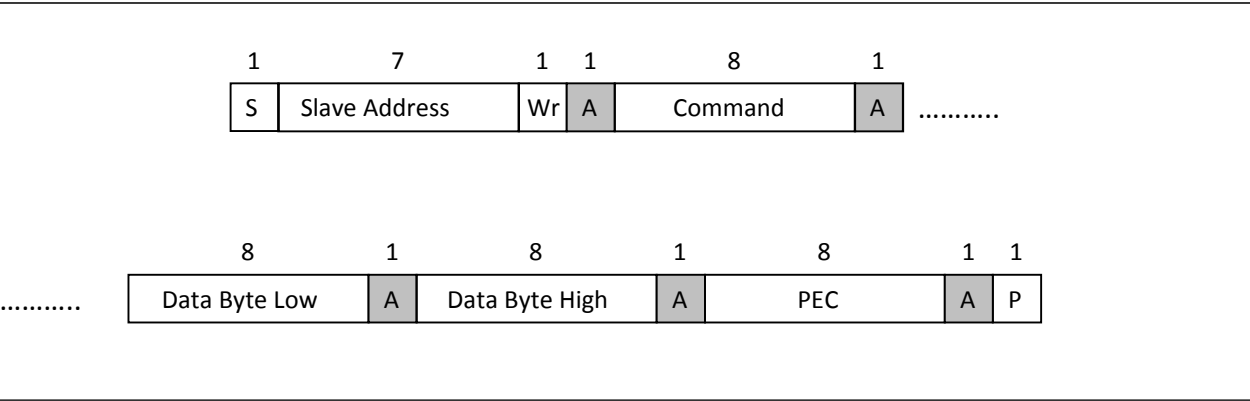 1 7 1 1 8 1
S Slave Address Wr A Command A ...........
8 1 8 1 8 1 1
........... Data Byte Low A Data Byte High A PEC A P